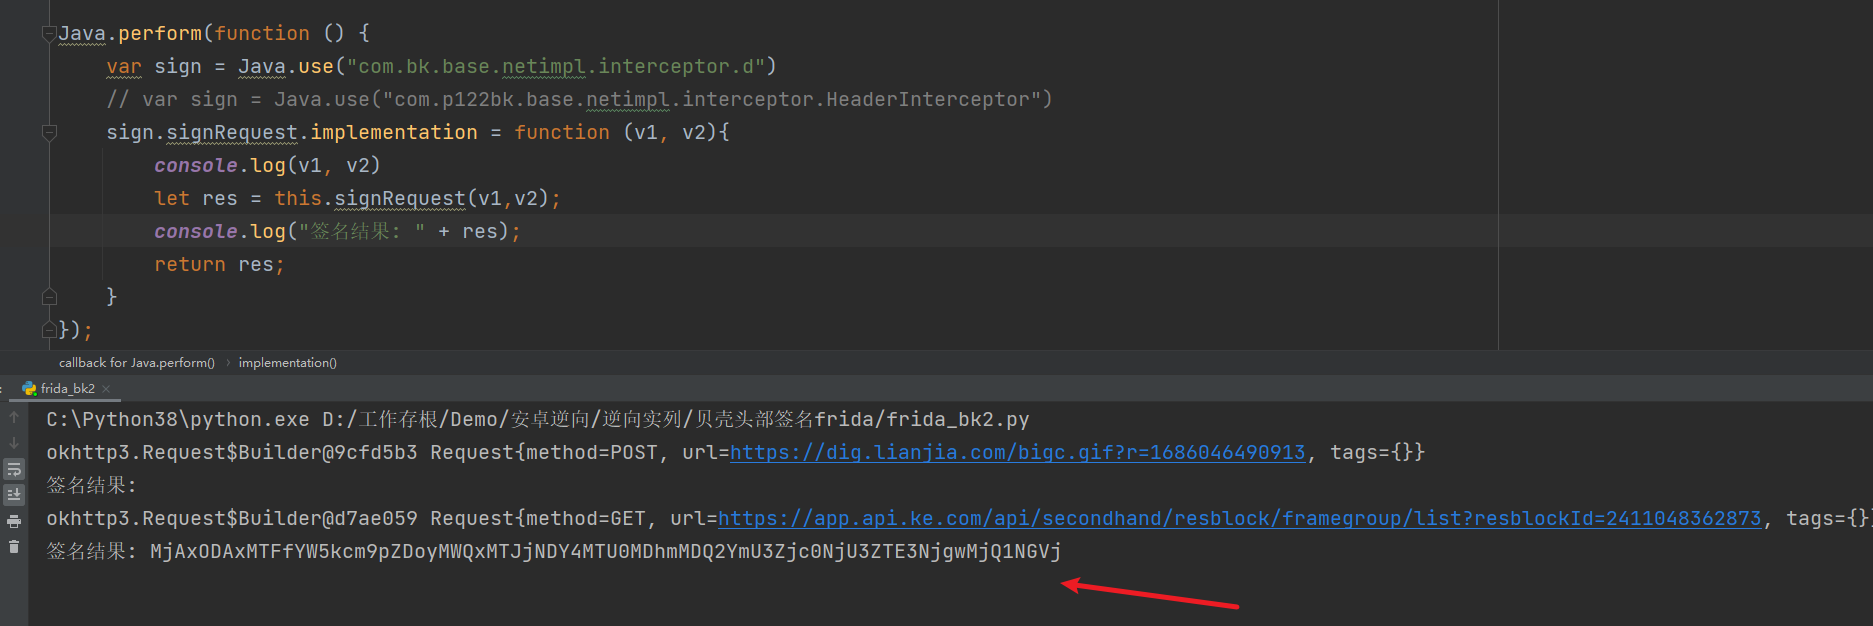 Java.perform(function () {
var sign = Java.use("com.bk.base.netimpl.interceptor.d")
// var sign = Java.use("com.p122bk.base.netimpl.interceptor.HeaderInterceptor")
sign.signRequest.implementation = function (v1, v2){
console.log(v1, v2)
let res = this.signRequest(v1,v2);
console.log("签名结果: " + res);
return res;
}
});
callback for Java.perform() › implementation()
: frida_bk2 ×
C:\Python38\python.exe D:/工作存根/Demo/安卓逆向/逆向实列/贝壳头部签名frida/frida_bk2.py
okhttp3.Request$Builder@9cfd5b3 Request{method=POST, url=https://dig.lianjia.com/bigc.gif?r=1686046490913, tags={}}
签名结果:
okhttp3.Request$Builder@d7ae059 Request{method=GET, url=https://app.api.ke.com/api/secondhand/resblock/framegroup/list?resblockId=2411048362873, tags={}}
签名结果: MjAxODAxMTFfYW5kcm9pZDoyMWQxMTJjNDY4MTU0MDhmMDQ2YmU3Zjc0NjU3ZTE3NjgwMjQ1NGVj